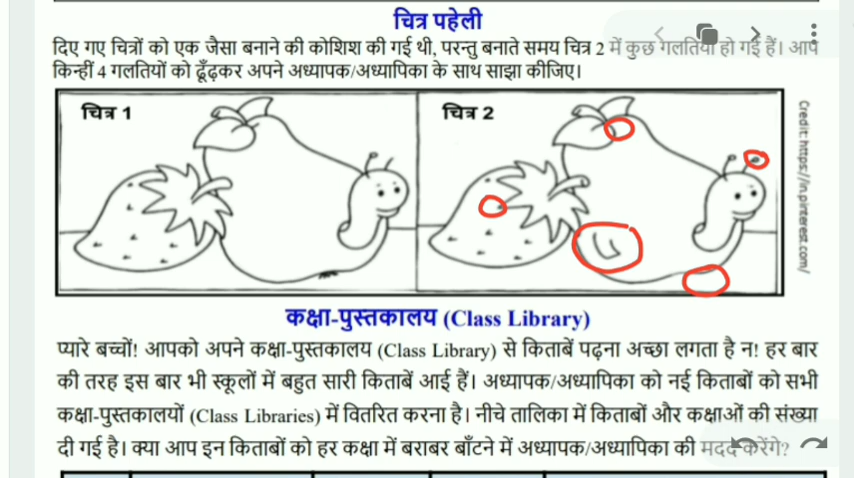 चित्र पहेली
दिए गए चित्रों को एक जैसा बनाने की कोशिश की गई थी, परन्तु बनाते समय चित्र 2 में कुछ गलतियाँ हो गई हैं। आप
किन्हीं 4 गलतियों को ढूँढ़कर अपने अध्यापक/अध्यापिका के साथ साझा कीजिए।
चित्र 1
चित्र 2
Credit: https://in.pinterest.com/
कक्षा-पुस्तकालय (Class Library)
प्यारे बच्चों! आपको अपने कक्षा-पुस्तकालय (Class Library) से किताबें पढ़ना अच्छा लगता है न! हर बार
की तरह इस बार भी स्कूलों में बहुत सारी किताबें आई हैं। अध्यापक/अध्यापिका को नई किताबों को सभी
कक्षा-पुस्तकालयों (Class Libraries) में वितरित करना है। नीचे तालिका में किताबों और कक्षाओं की संख्या
दी गई है। क्या आप इन किताबों को हर कक्षा में बराबर बाँटने में अध्यापक/अध्यापिका की मदद करेंगे?